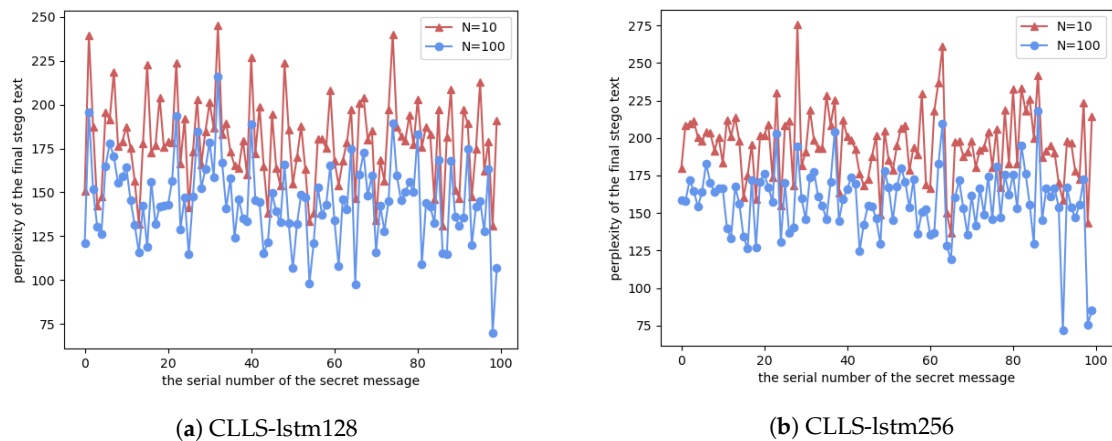 250
225
200
175
150
125
100
75
perplexity of the final stego text
N=10
N=100
0
20
40
60
80
100
the serial number of the secret message
(a) CLLS-lstm128
275
250
225
200
175
150
125
100
75
perplexity of the final stego text
N=10
N=100
0
20
40
60
80
100
the serial number of the secret message
(b) CLLS-lstm256